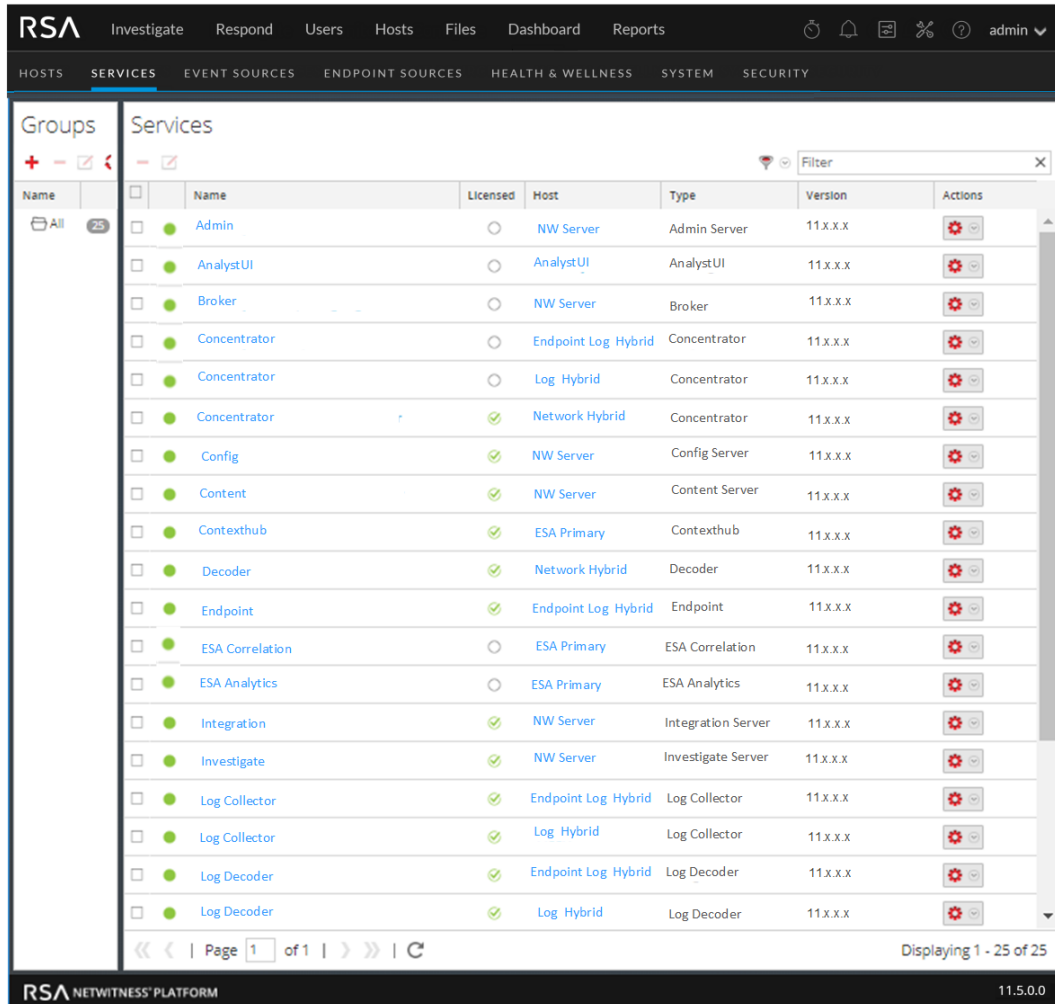 RSA Investigate Respond Users Hosts Files Dashboard Reports admin
HOSTS SERVICES EVENT SOURCES ENDPOINT SOURCES HEALTH & WELLNESS SYSTEM SECURITY
Groups
Services
Filter
Name
Name Licensed Host Type Version Actions
All 25
Admin NW Server Admin Server 11.x.x.x
AnalystUI AnalystUI AnalystUI 11.x.x.x
Broker NW Server Broker 11.x.x.x
Concentrator Endpoint Log Hybrid Concentrator 11.x.x.x
Concentrator Log Hybrid Concentrator 11.x.x.x
Concentrator Network Hybrid Concentrator 11.x.x.x
Config NW Server Config Server 11.x.x.x
Content NW Server Content Server 11.x.x.x
Contexthub ESA Primary Contexthub 11.x.x.x
Decoder Network Hybrid Decoder 11.x.x.x
Endpoint Endpoint Log Hybrid Endpoint 11.x.x.x
ESA Correlation ESA Primary ESA Correlation 11.x.x.x
ESA Analytics ESA Primary ESA Analytics 11.x.x.x
Integration NW Server Integration Server 11.x.x.x
Investigate NW Server Investigate Server 11.x.x.x
Log Collector Endpoint Log Hybrid Log Collector 11.x.x.x
Log Collector Log Hybrid Log Collector 11.x.x.x
Log Decoder Endpoint Log Hybrid Log Decoder 11.x.x.x
Log Decoder Log Hybrid Log Decoder 11.x.x.x
| Page 1 of 1 | | Displaying 1 - 25 of 25
RSA NETWITNESS® PLATFORM 11.5.0.0